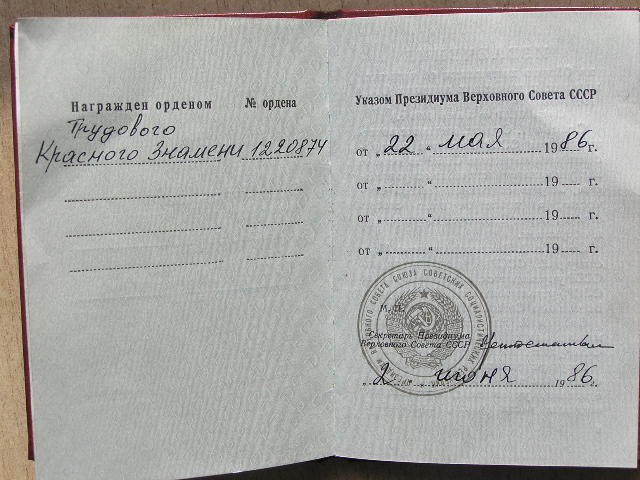 Награжден орденом № ордена
Трудового
Красного Знамени 1220874
Указом Президиума Верховного Совета СССР
от „22“ мая 1986г.
от „ “ 19 г.
от „ “ 19 г.
от „ “ 19 г.
М. П.
Секретарь Президиума
Верховного Совета СССР
„2 июня 1986.